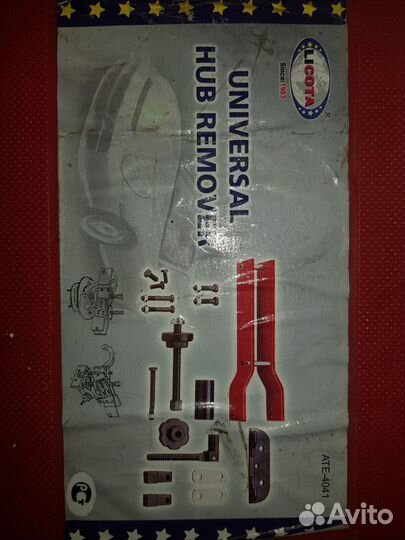 LICOTA
®
Since:1983
UNIVERSAL
HUB REMOVER
ATE-4041
Avito